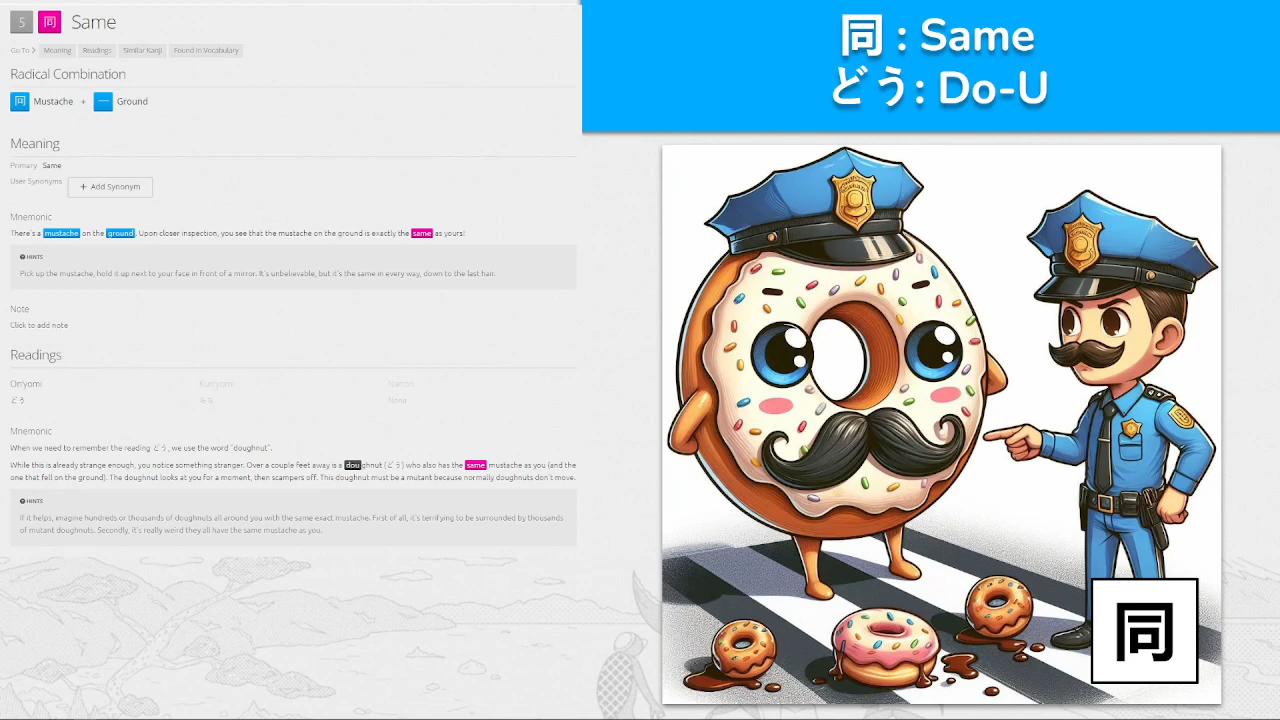 5 同 Same
Go To Meaning Readings Similar Kanji Found in Vocabulary
Radical Combination
冂 Mustache + 一 Ground
Meaning
Primary Same
User Synonyms + Add Synonym
Mnemonic
There's a mustache on the ground. Upon closer inspection, you see that the mustache on the ground is exactly the same as yours!
HINTS
Pick up the mustache, hold it up next to your face in front of a mirror. It's unbelievable, but it's the same in every way, down to the last hair.
Note
Click to add note
Readings
On'yomi Kun'yomi Nanori
どう None
Mnemonic
When we need to remember the reading どう, we use the word "doughnut".
While this is already strange enough, you notice something stranger. Over a couple feet away is a doughnut (どう) who also has the same mustache as you (and the
one that fell on the ground). The doughnut looks at you for a moment, then scampers off. This doughnut must be a mutant because normally doughnuts don't move.
HINTS
If it helps, imagine hundreds or thousands of doughnuts all around you with the same exact mustache. First of all, it's terrifying to be surrounded by thousands
of mutant doughnuts. Secondly, it's really weird they all have the same mustache as you.
同 : Same
どう: Do-U
同